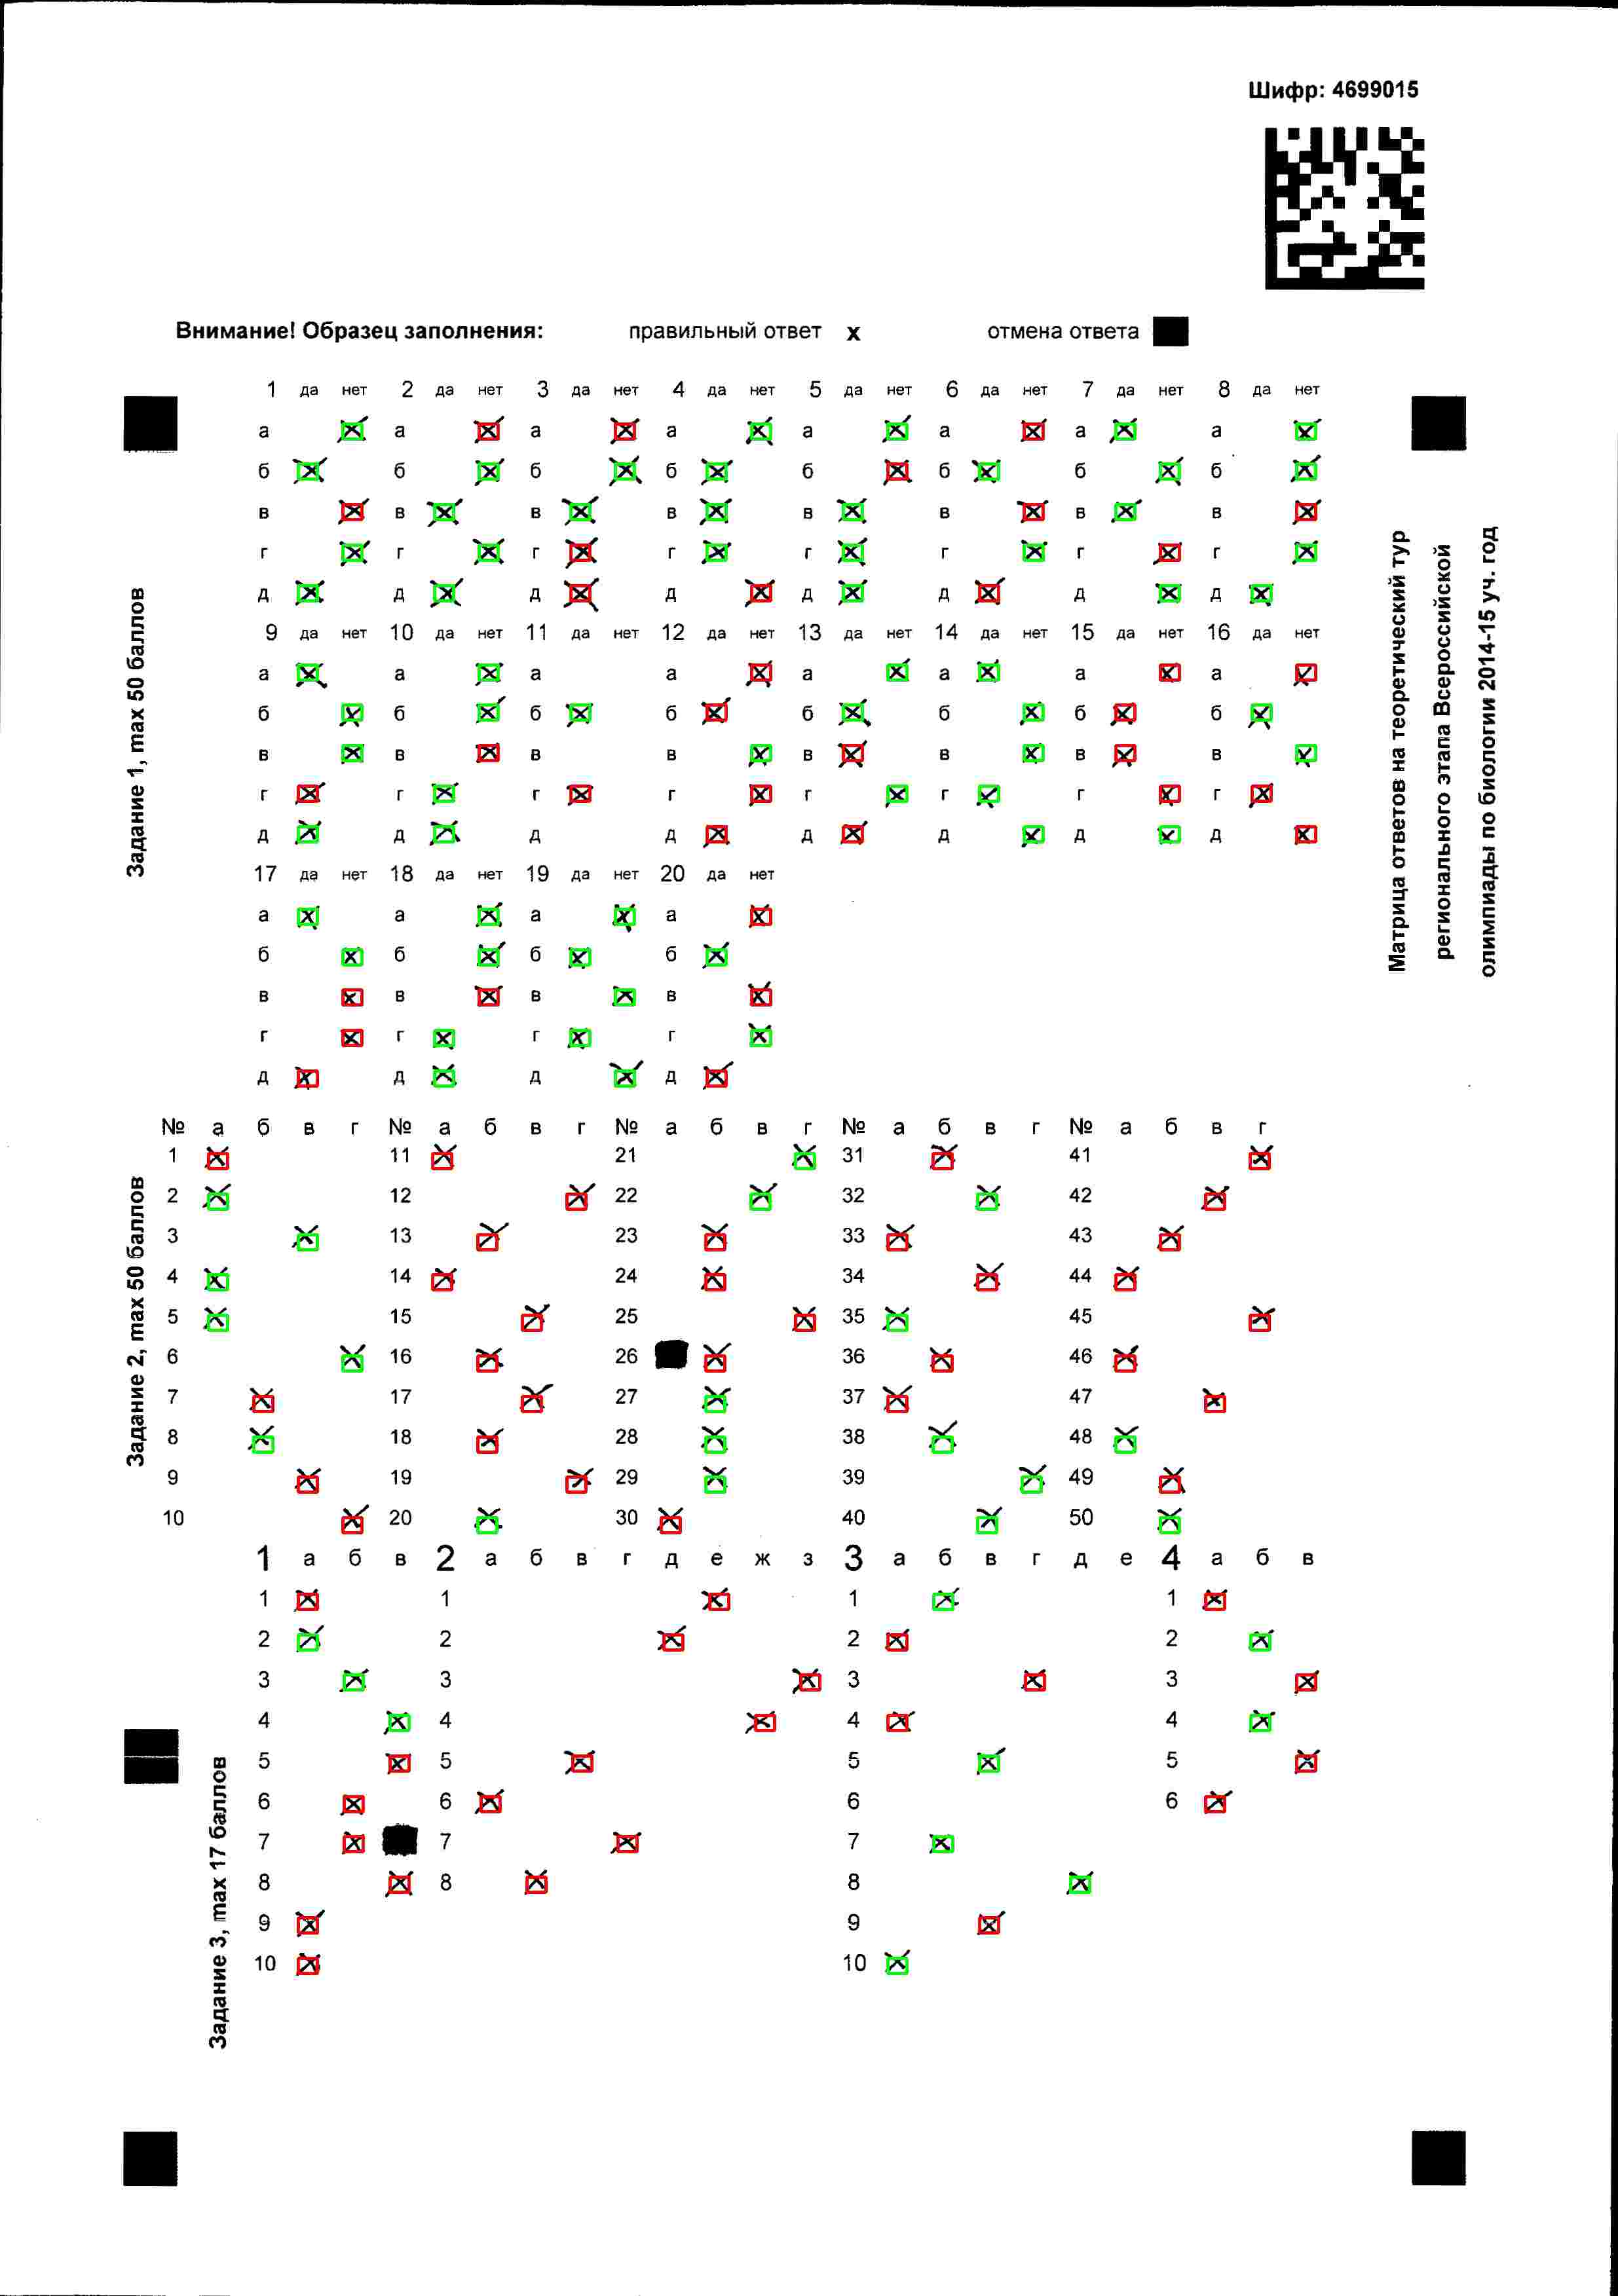 Шифр: 4699015
Внимание! Образец заполнения: правильный ответ x отмена ответа
1 да нет 2 да нет 3 да нет 4 да нет 5 да нет 6 да нет 7 да нет 8 да нет
а а а а а а а а
б б б б б б б б
в в в в в в в в
г г г г г г г г
д д д д д д д д
9 да нет 10 да нет 11 да нет 12 да нет 13 да нет 14 да нет 15 да нет 16 да нет
а а а а а а а а
б б б б б б б б
в в в в в в в в
г г г г г г г г
д д д д д д д д
17 да нет 18 да нет 19 да нет 20 да нет
а а а а
б б б б
в в в в
г г г г
д д д д
Задание 1, max 50 баллов
Матрица ответов на теоретический тур
регионального этапа Всероссийской
олимпиады по биологии 2014-15 уч. год
№ а б в г № а б в г № а б в г № а б в г № а б в г
1 11 21 31 41
2 12 22 32 42
3 13 23 33 43
4 14 24 34 44
5 15 25 35 45
6 16 26 36 46
7 17 27 37 47
8 18 28 38 48
9 19 29 39 49
10 20 30 40 50
Задание 2, max 50 баллов
1 а б в 2 а б в г д е ж з 3 а б в г д е 4 а б в
1 1 1 1
2 2 2 2
3 3 3 3
4 4 4 4
5 5 5 5
6 6 6 6
7 7 7
8 8 8
9 9
10 10
Задание 3, max 17 баллов